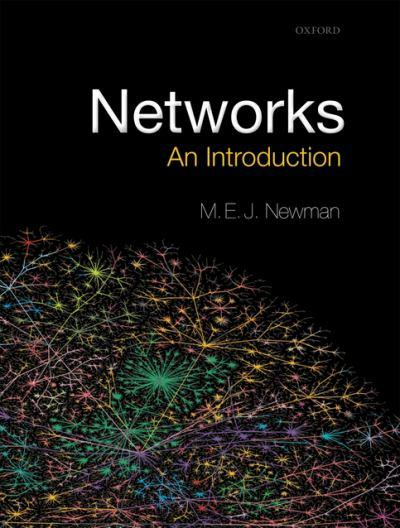 OXFORD
Networks
An Introduction
M. E. J. Newman